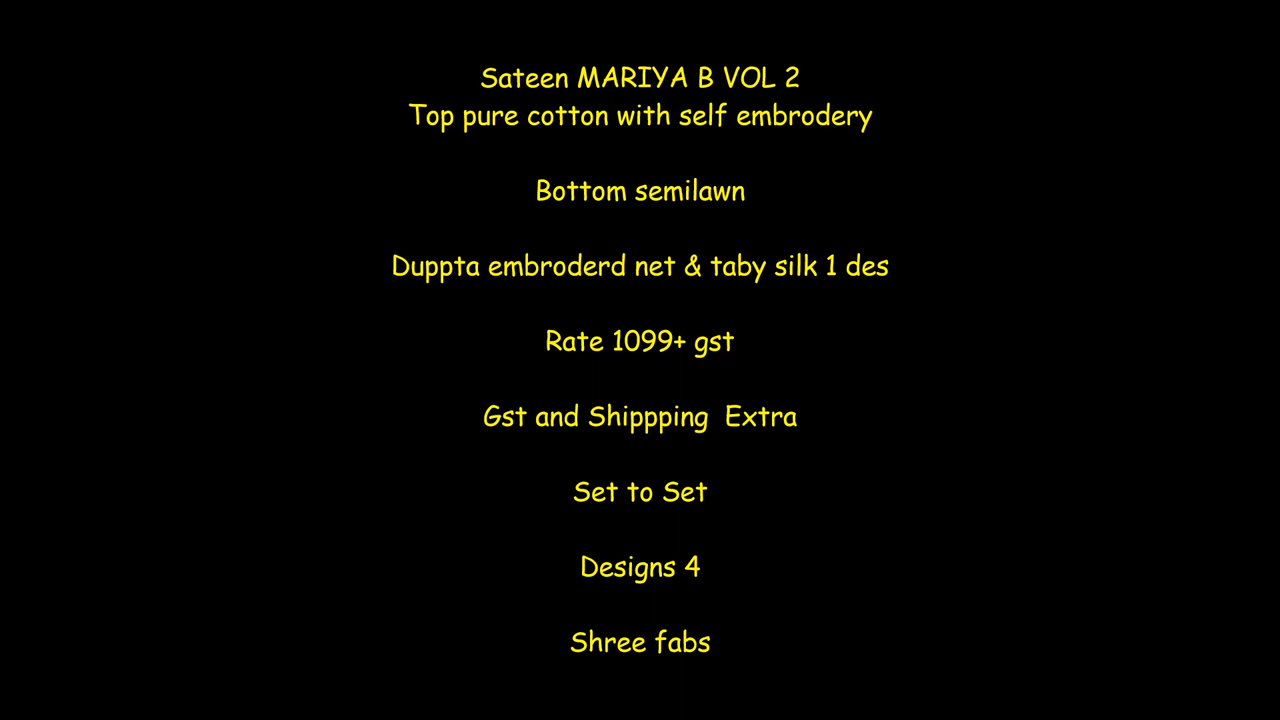 Sateen MARIYA B VOL 2
Top pure cotton with self embrodery
Bottom semilawn
Duppta embroderd net & taby silk 1 des
Rate 1099+ gst
Gst and Shippping  Extra
Set to Set
Designs 4
Shree fabs